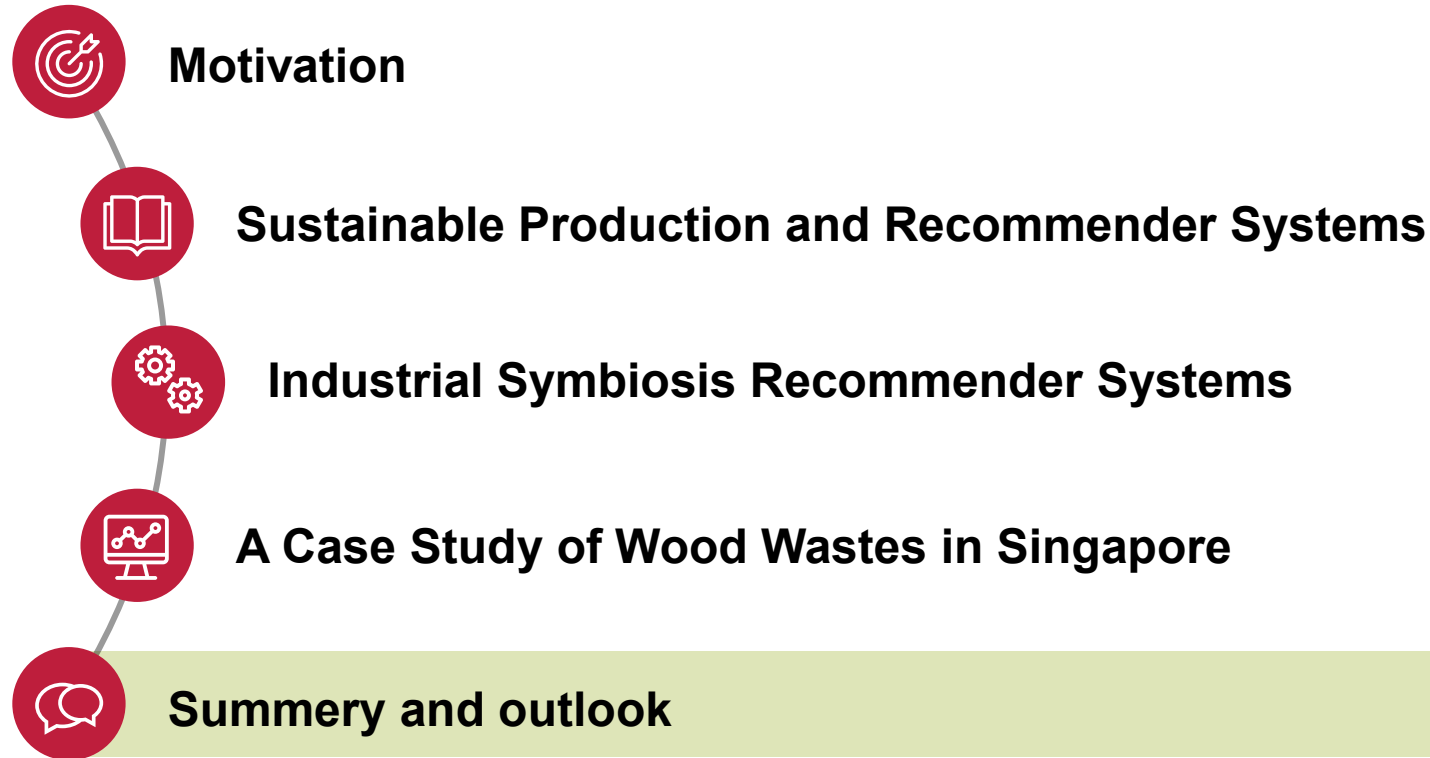 Motivation
Sustainable Production and Recommender Systems
Industrial Symbiosis Recommender Systems
A Case Study of Wood Wastes in Singapore
Summery and outlook